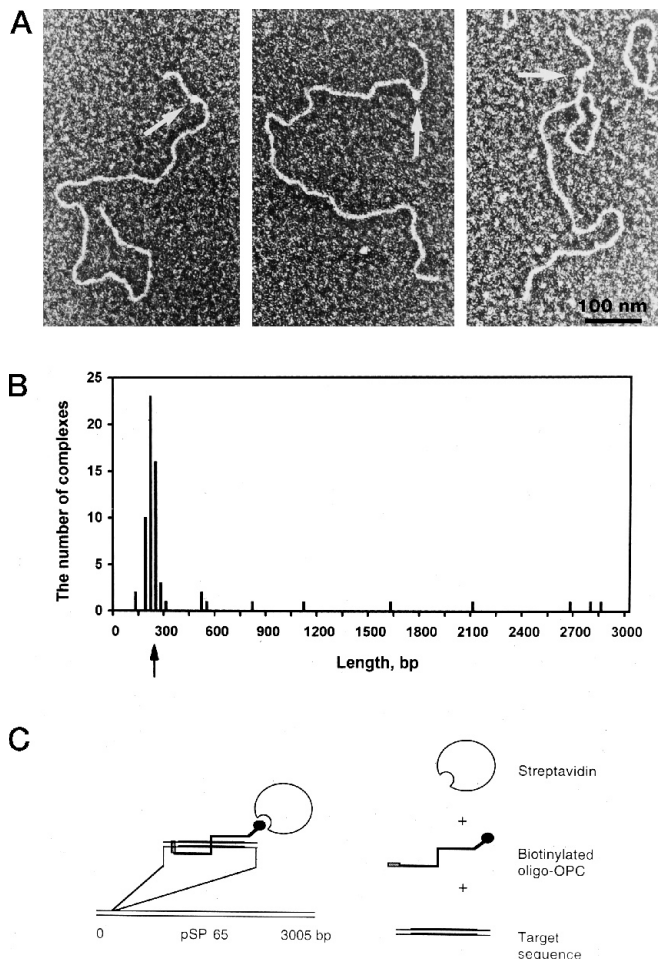 A
100 nm
B
The number of complexes
25
20
15
10
5
0
0 300 600 900 1200 1500 1800 2100 2400 2700 3000
Length, bp
C
Streptavidin
+
Biotinylated
oligo-OPC
+
Target
sequence
0 pSP 65 3005 bp